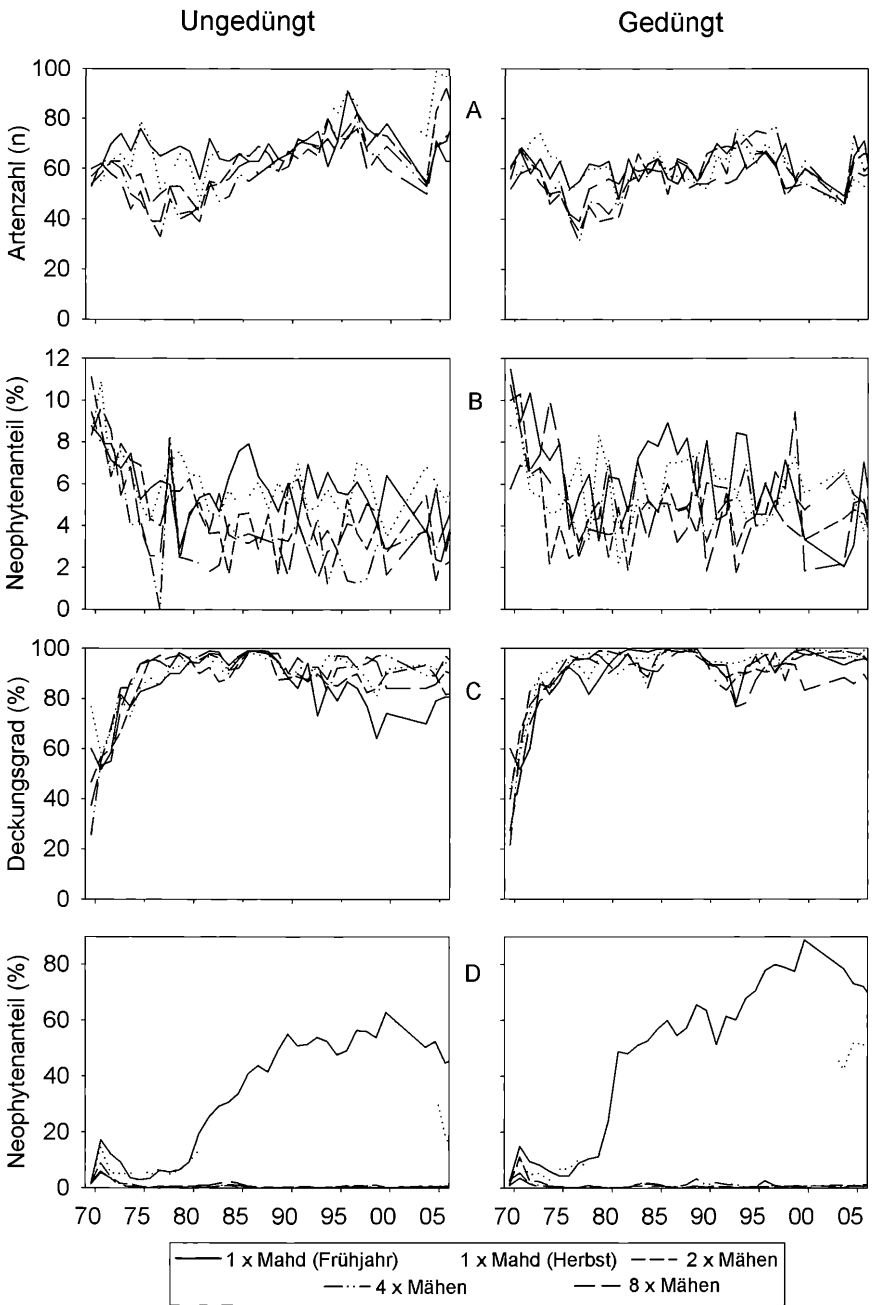 Ungedüngt Gedüngt
100
80
60
40
20
0
Artenzahl (n)
A
12
10
8
6
4
2
0
Neophytenanteil (%)
B
100
80
60
40
20
0
Deckungsgrad (%)
C
80
60
40
20
0
Neophytenanteil (%)
D
70 75 80 85 90 95 00 05 70 75 80 85 90 95 00 05
1 x Mahd (Frühjahr) 1 x Mahd (Herbst) 2 x Mähen
4 x Mähen 8 x Mähen